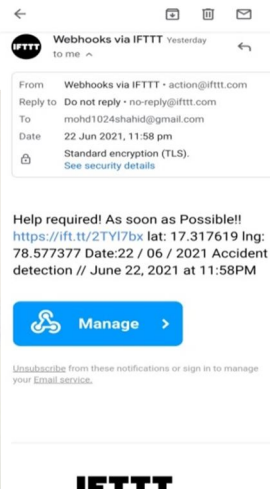 IFTTT
Webhooks via IFTTT Yesterday
to me
From Webhooks via IFTTT • action@ifttt.com
Reply to Do not reply • no-reply@ifttt.com
To mohd1024shahid@gmail.com
Date 22 Jun 2021, 11:58 pm
Standard encryption (TLS).
See security details
Help required! As soon as Possible!!
https://ift.tt/2TYl7bx lat: 17.317619 lng:
78.577377 Date:22 / 06 / 2021 Accident
detection // June 22, 2021 at 11:58PM
Manage
Unsubscribe from these notifications or sign in to manage
your Email service.
IFTTT